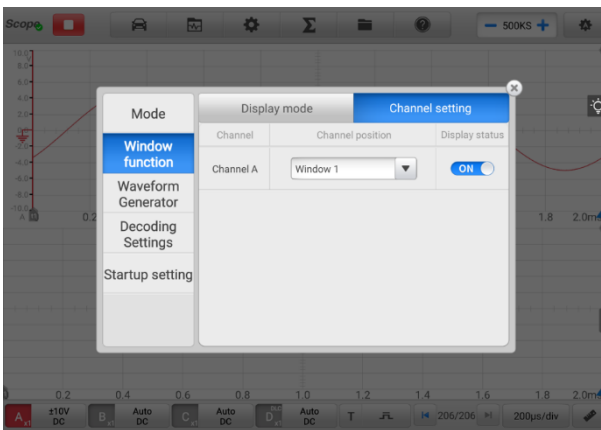 Scope
500KS
10.0
8.0
6.0
4.0
2.0
-2.0
-4.0
-6.0
-8.0
-10.0
Mode
Window
function
Waveform
Generator
Decoding
Settings
Startup setting
Display mode
Channel setting
Channel
Channel position
Display status
Channel A
Window 1
ON
A
0.2
1.8
2.0ms
0.2
0.4
0.6
0.8
1.0
1.2
1.4
1.6
1.8
2.0ms
A
±10V
DC
B
Auto
DC
C
Auto
DC
D
Auto
DC
T
206/206
200μs/div